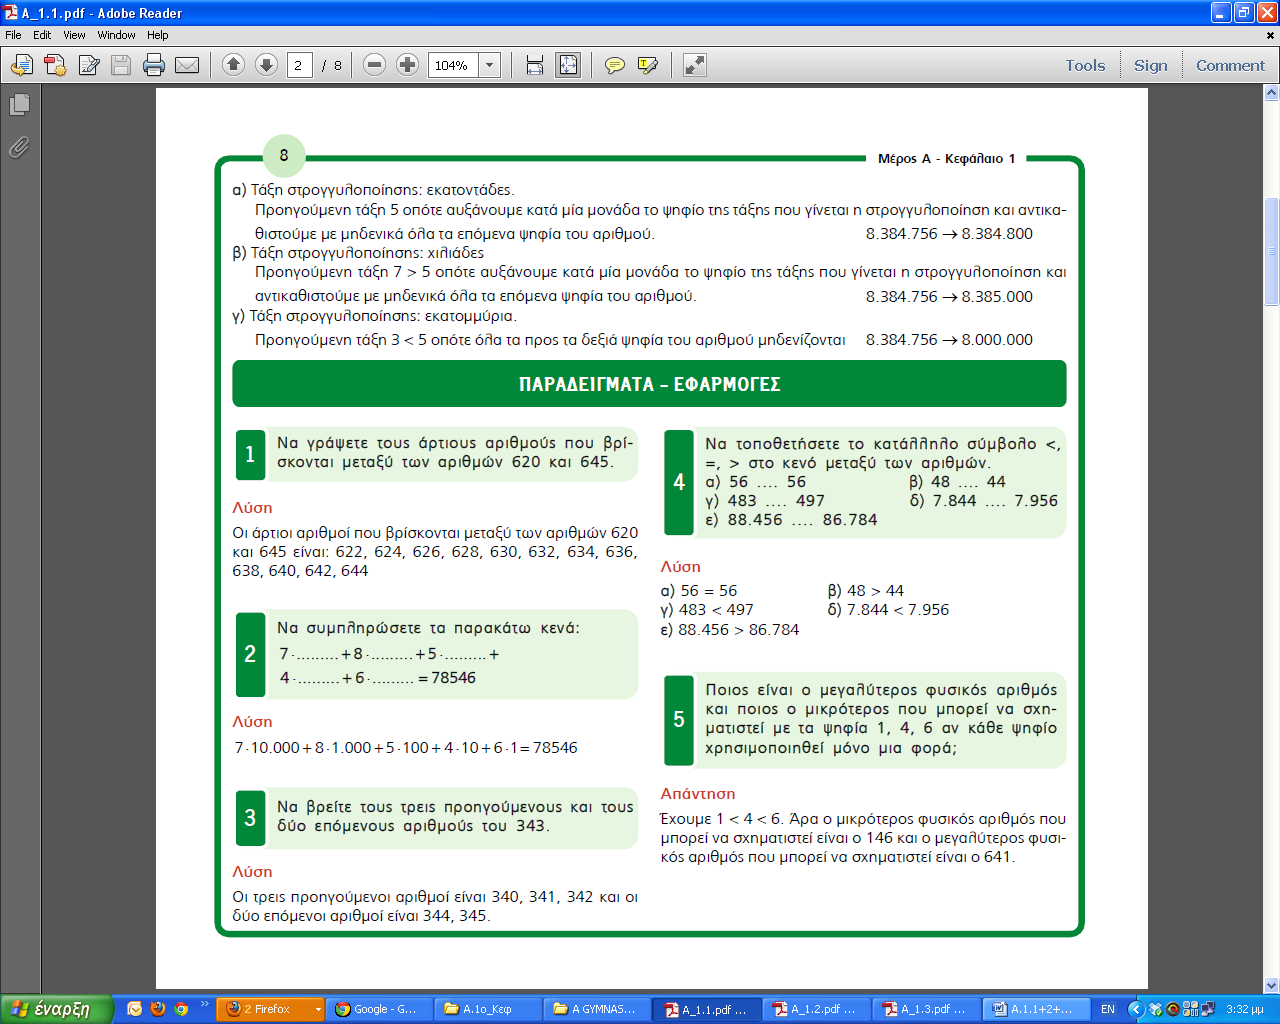 A_1.1.pdf - Adobe Reader
File Edit View Window Help
2 / 8 104% Tools Sign Comment
8 Μέρος Α - Κεφάλαιο 1
α) Τάξη στρογγυλοποίησης: εκατοντάδες.
Προηγούμενη τάξη 5 οπότε αυξάνουμε κατά μία μονάδα το ψηφίο της τάξης που γίνεται η στρογγυλοποίηση και αντικα-
θιστούμε με μηδενικά όλα τα επόμενα ψηφία του αριθμού. 8.384.756 → 8.384.800
β) Τάξη στρογγυλοποίησης: χιλιάδες
Προηγούμενη τάξη 7 > 5 οπότε αυξάνουμε κατά μία μονάδα το ψηφίο της τάξης που γίνεται η στρογγυλοποίηση και
αντικαθιστούμε με μηδενικά όλα τα επόμενα ψηφία του αριθμού. 8.384.756 → 8.385.000
γ) Τάξη στρογγυλοποίησης: εκατομμύρια.
Προηγούμενη τάξη 3 < 5 οπότε όλα τα προς τα δεξιά ψηφία του αριθμού μηδενίζονται 8.384.756 → 8.000.000
ΠΑΡΑΔΕΙΓΜΑΤΑ – ΕΦΑΡΜΟΓΕΣ
1
Να γράψετε τους άρτιους αριθμούς που βρί-
σκονται μεταξύ των αριθμών 620 και 645.
Λύση
Οι άρτιοι αριθμοί που βρίσκονται μεταξύ των αριθμών 620
και 645 είναι: 622, 624, 626, 628, 630, 632, 634, 636,
638, 640, 642, 644
2
Να συμπληρώσετε τα παρακάτω κενά:
7 · ......... + 8 · ......... + 5 · ......... +
4 · ......... + 6 · ......... = 78546
Λύση
7 · 10.000 + 8 · 1.000 + 5 · 100 + 4 · 10 + 6 · 1 = 78546
3
Να βρείτε τους τρεις προηγούμενους και τους
δύο επόμενους αριθμούς του 343.
Λύση
Οι τρεις προηγούμενοι αριθμοί είναι 340, 341, 342 και οι
δύο επόμενοι αριθμοί είναι 344, 345.
4
Να τοποθετήσετε το κατάλληλο σύμβολο <,
=, > στο κενό μεταξύ των αριθμών.
α) 56 .... 56 β) 48 .... 44
γ) 483 .... 497 δ) 7.844 .... 7.956
ε) 88.456 .... 86.784
Λύση
α) 56 = 56 β) 48 > 44
γ) 483 < 497 δ) 7.844 < 7.956
ε) 88.456 > 86.784
5
Ποιος είναι ο μεγαλύτερος φυσικός αριθμός
και ποιος ο μικρότερος που μπορεί να σχη-
ματιστεί με τα ψηφία 1, 4, 6 αν κάθε ψηφίο
χρησιμοποιηθεί μόνο μια φορά;
Απάντηση
Έχουμε 1 < 4 < 6. Άρα ο μικρότερος φυσικός αριθμός που
μπορεί να σχηματιστεί είναι ο 146 και ο μεγαλύτερος φυσι-
κός αριθμός που μπορεί να σχηματιστεί είναι ο 641.
έναρξη » 2 Firefox Google - G... Α.1ο_Κεφ A GYMNAS... A_1.1.pdf ... A_1.2.pdf ... A_1.3.pdf ... A.1.1+2+... EN 3:32 μμ